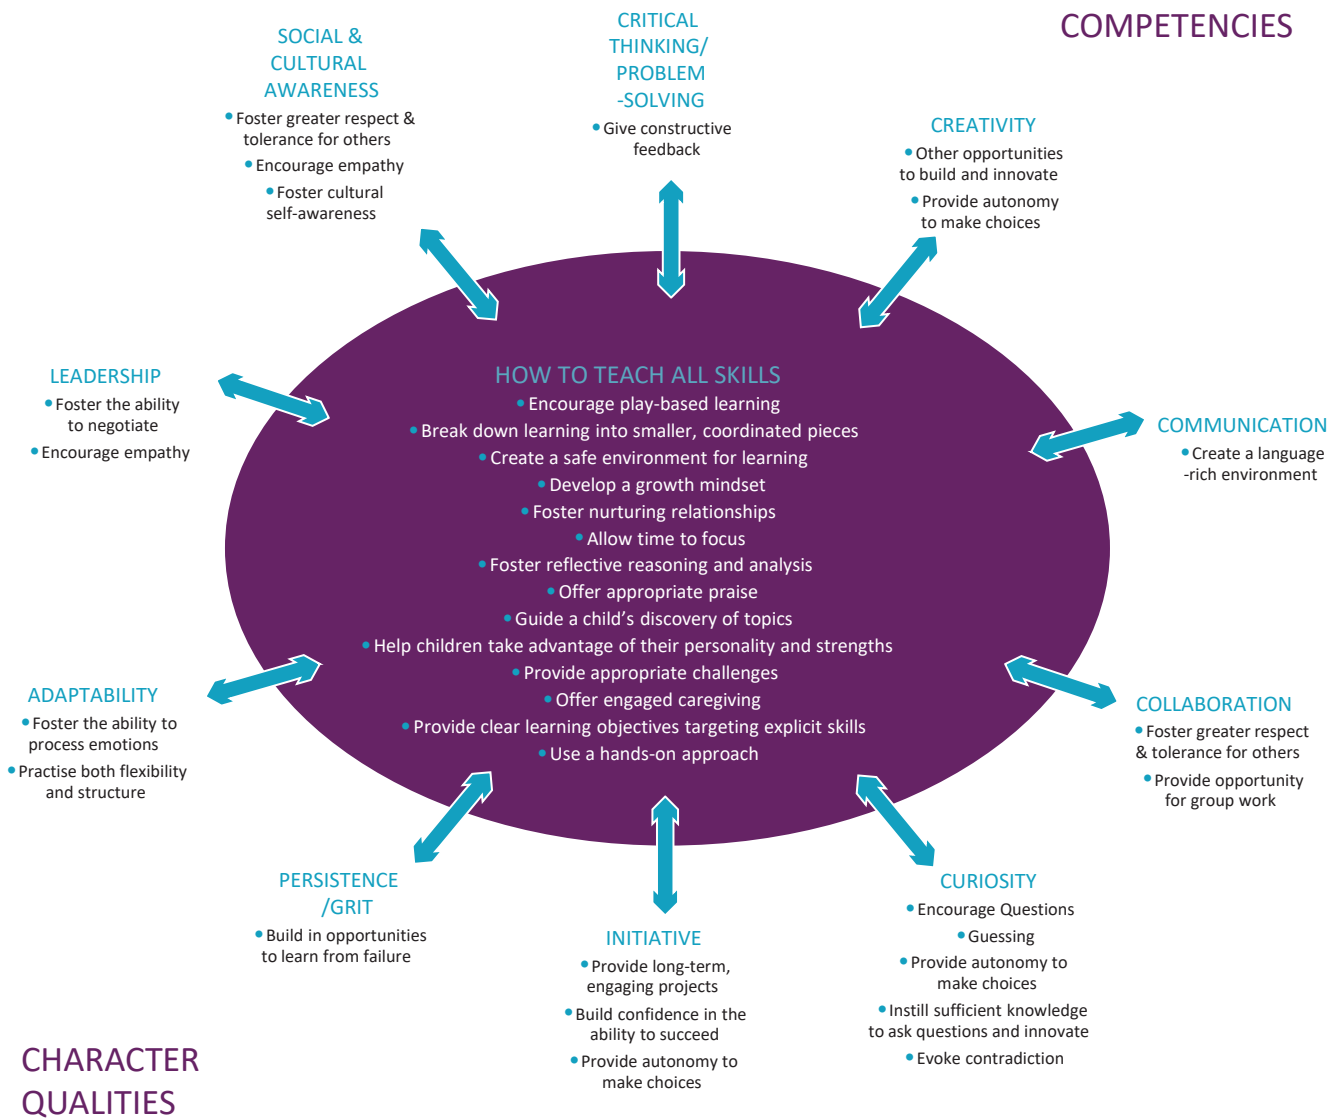 COMPETENCIES
SOCIAL &
CULTURAL
AWARENESS
• Foster greater respect &
tolerance for others
• Encourage empathy
• Foster cultural
self-awareness
CRITICAL
THINKING/
PROBLEM
-SOLVING
• Give constructive
feedback
CREATIVITY
• Other opportunities
to build and innovate
• Provide autonomy
to make choices
LEADERSHIP
• Foster the ability
to negotiate
• Encourage empathy
HOW TO TEACH ALL SKILLS
• Encourage play-based learning
• Break down learning into smaller, coordinated pieces
• Create a safe environment for learning
• Develop a growth mindset
• Foster nurturing relationships
• Allow time to focus
• Foster reflective reasoning and analysis
• Offer appropriate praise
• Guide a child’s discovery of topics
• Help children take advantage of their personality and strengths
• Provide appropriate challenges
• Offer engaged caregiving
• Provide clear learning objectives targeting explicit skills
• Use a hands-on approach
COMMUNICATION
• Create a language
-rich environment
ADAPTABILITY
• Foster the ability to
process emotions
• Practise both flexibility
and structure
COLLABORATION
• Foster greater respect
& tolerance for others
• Provide opportunity
for group work
PERSISTENCE
/GRIT
• Build in opportunities
to learn from failure
INITIATIVE
• Provide long-term,
engaging projects
• Build confidence in the
ability to succeed
• Provide autonomy to
make choices
CURIOSITY
• Encourage Questions
• Guessing
• Provide autonomy to
make choices
• Instill sufficient knowledge
to ask questions and innovate
• Evoke contradiction
CHARACTER
QUALITIES